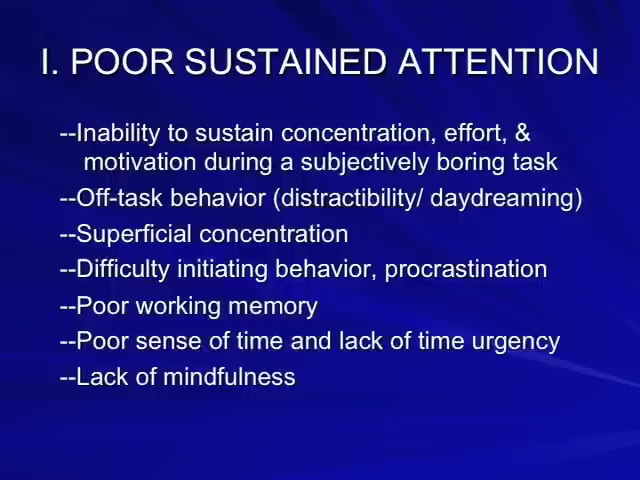 I. POOR SUSTAINED ATTENTION
--Inability to sustain concentration, effort, &
motivation during a subjectively boring task
--Off-task behavior (distractibility/ daydreaming)
--Superficial concentration
--Difficulty initiating behavior, procrastination
--Poor working memory
--Poor sense of time and lack of time urgency
--Lack of mindfulness